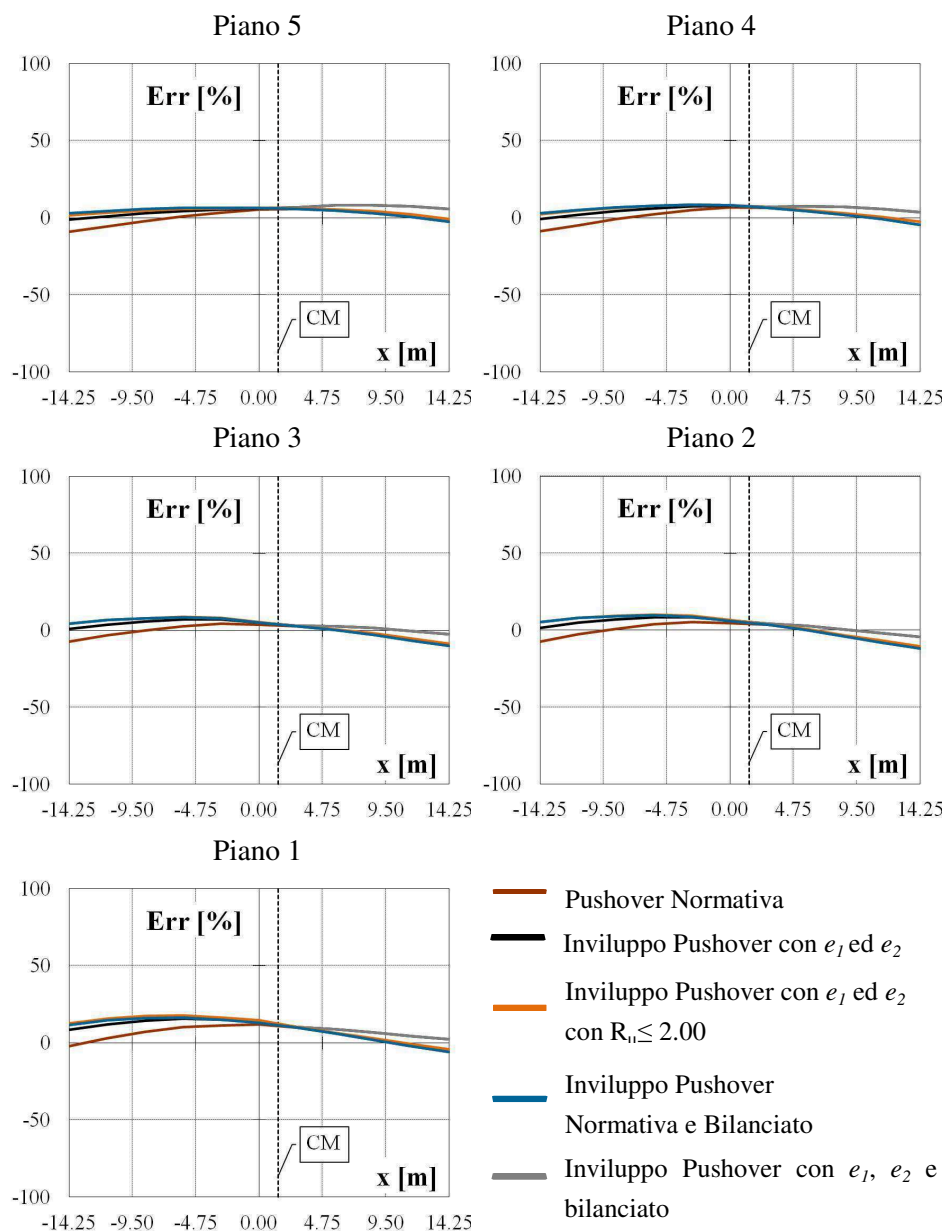 Piano 5
Piano 4
100
Err [%]
50
0
-50
CM
x [m]
-100
-14.25 -9.50 -4.75 0.00 4.75 9.50 14.25
100
Err [%]
50
0
-50
CM
x [m]
-100
-14.25 -9.50 -4.75 0.00 4.75 9.50 14.25
Piano 3
Piano 2
100
Err [%]
50
0
-50
CM
x [m]
-100
-14.25 -9.50 -4.75 0.00 4.75 9.50 14.25
100
Err [%]
50
0
-50
CM
x [m]
-100
-14.25 -9.50 -4.75 0.00 4.75 9.50 14.25
Piano 1
100
Err [%]
50
0
-50
CM
x [m]
-100
-14.25 -9.50 -4.75 0.00 4.75 9.50 14.25
Pushover Normativa
Inviluppo Pushover con e1 ed e2
Inviluppo Pushover con e1 ed e2
con Rμ≤ 2.00
Inviluppo Pushover
Normativa e Bilanciato
Inviluppo Pushover con e1, e2 e
bilanciato